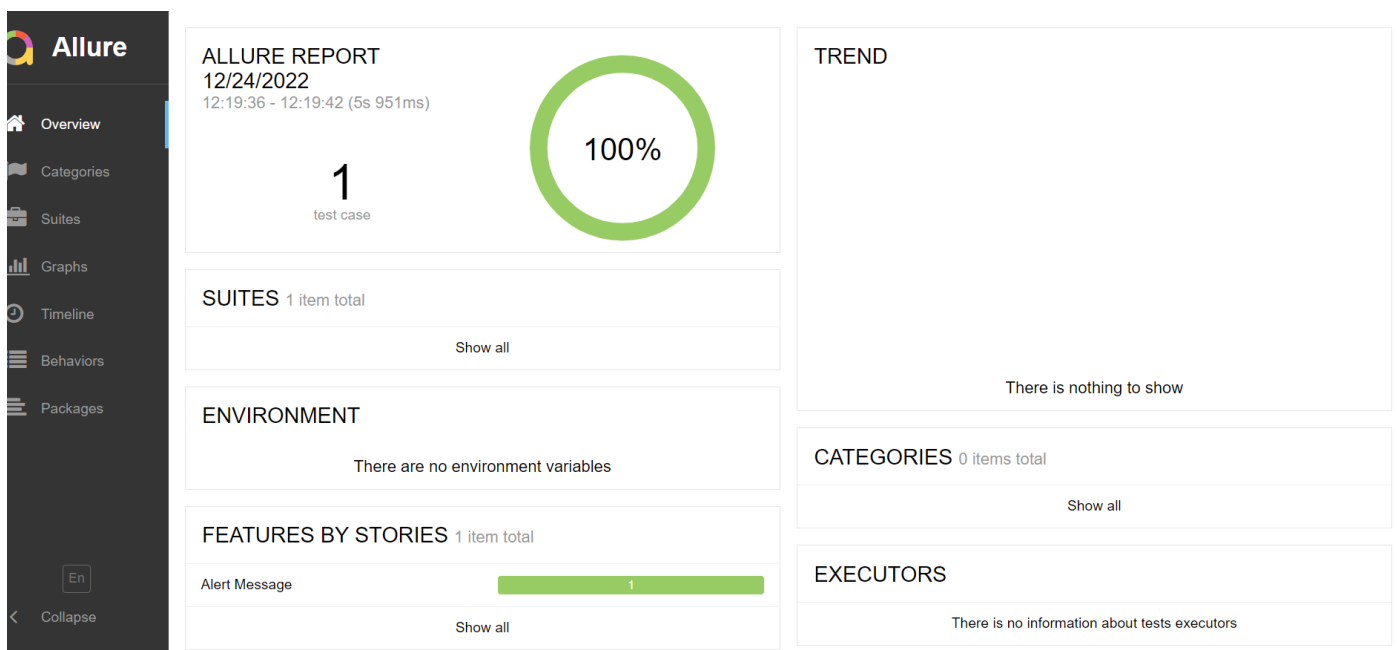 Allure
Overview
Categories
Suites
Graphs
Timeline
Behaviors
Packages
En
Collapse
ALLURE REPORT
12/24/2022
12:19:36 - 12:19:42 (5s 951ms)
1
test case
100%
SUITES 1 item total
Show all
ENVIRONMENT
There are no environment variables
FEATURES BY STORIES 1 item total
Alert Message 1
Show all
TREND
There is nothing to show
CATEGORIES 0 items total
Show all
EXECUTORS
There is no information about tests executors